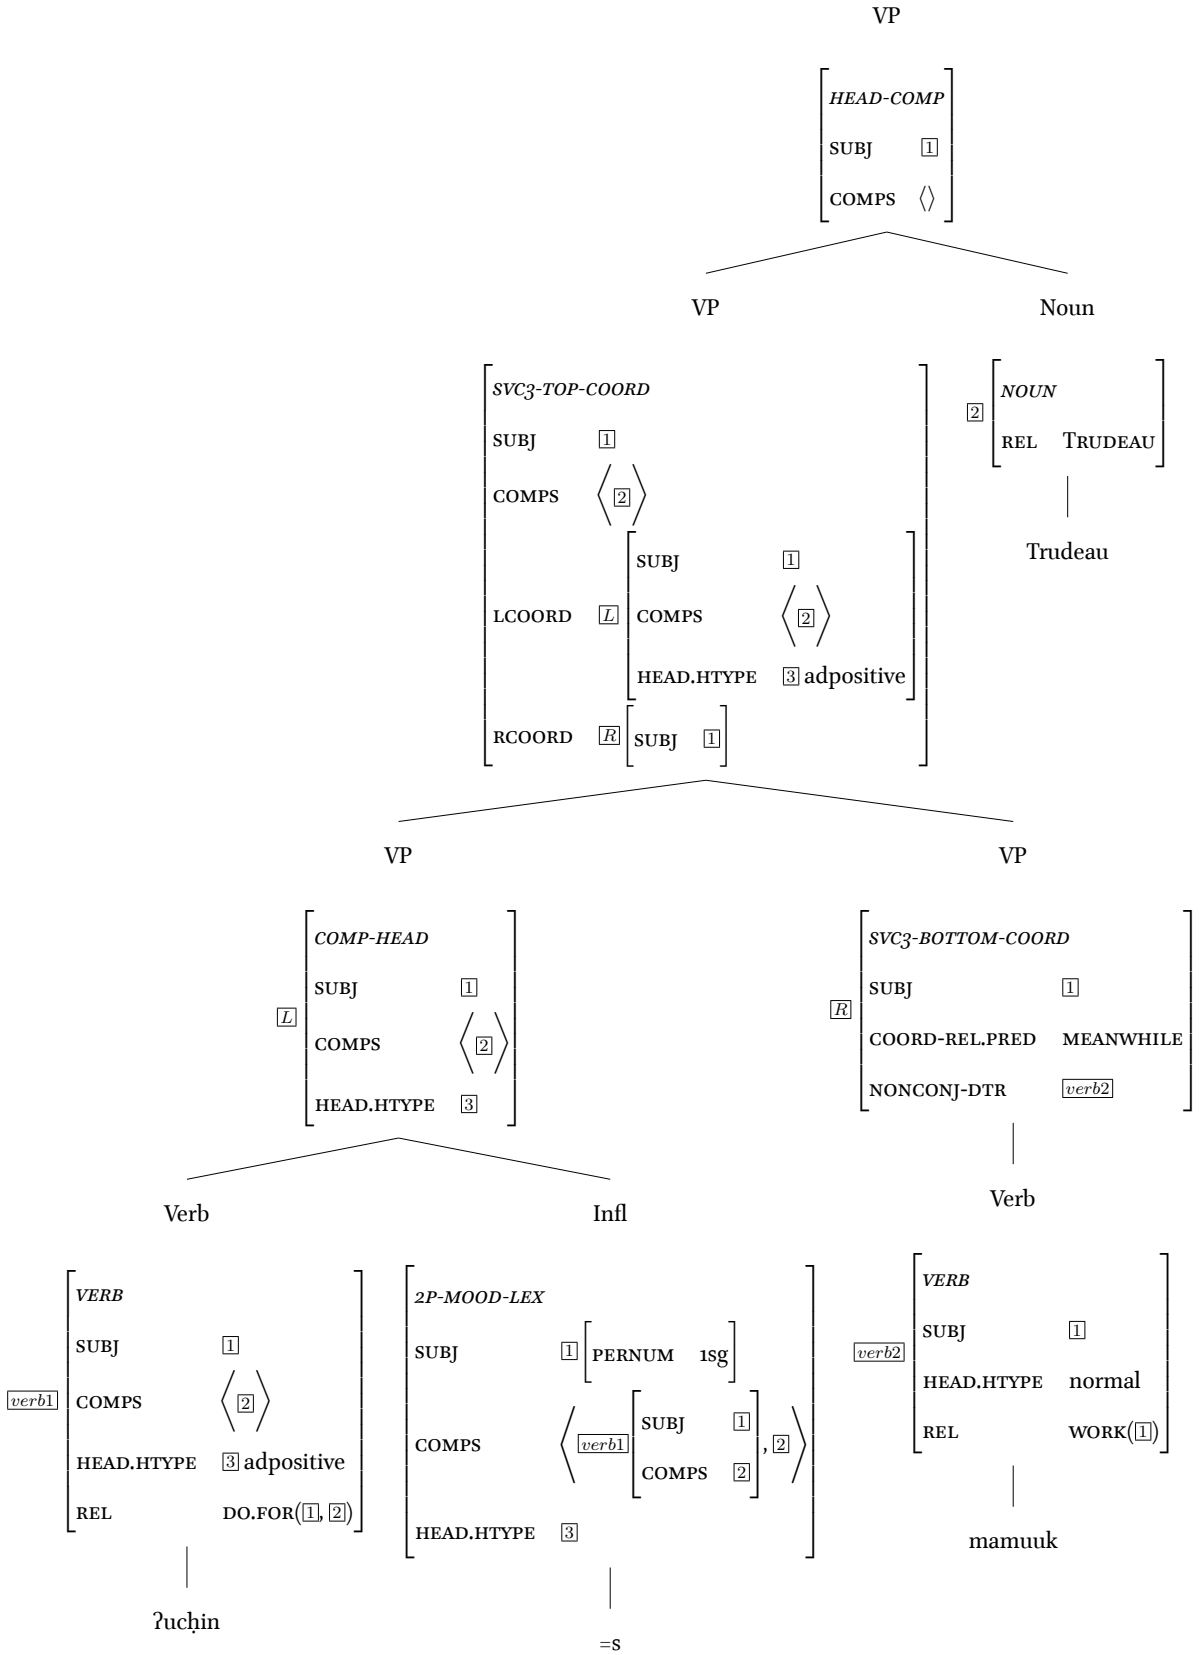 VP
HEAD-COMP
SUBJ 1
COMPS ⟨⟩
VP Noun
SVC3-TOP-COORD
SUBJ 1
COMPS ⟨2⟩
LCOORD L
SUBJ 1
COMPS ⟨2⟩
HEAD.HTYPE 3 adpositive
RCOORD R SUBJ 1
2 NOUN
REL TRUDEAU
Trudeau
VP VP
L COMP-HEAD
SUBJ 1
COMPS ⟨2⟩
HEAD.HTYPE 3
R SVC3-BOTTOM-COORD
SUBJ 1
COORD-REL.PRED MEANWHILE
NONCONJ-DTR verb2
Verb Infl Verb
verb1 VERB
SUBJ 1
COMPS ⟨2⟩
HEAD.HTYPE 3 adpositive
REL DO.FOR(1, 2)
ʔuc̣ḥin
2P-MOOD-LEX
SUBJ 1 PERNUM 1sg
COMPS ⟨verb1 SUBJ 1
COMPS 2, 2⟩
HEAD.HTYPE 3
=s
verb2 VERB
SUBJ 1
HEAD.HTYPE normal
REL WORK(1)
mamuuk